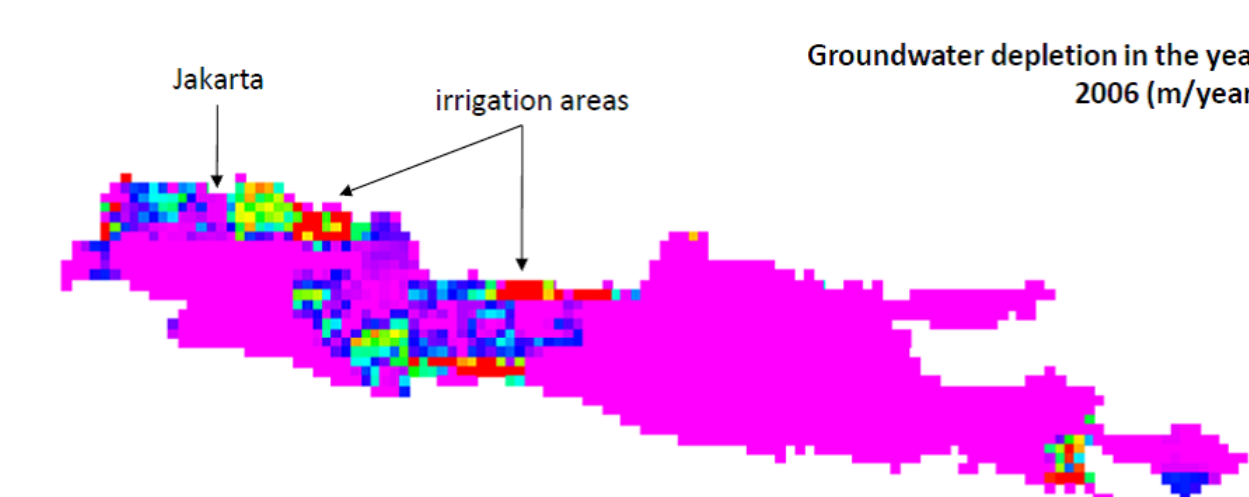 Groundwater depletion in the yea
2006 (m/year
Jakarta
irrigation areas